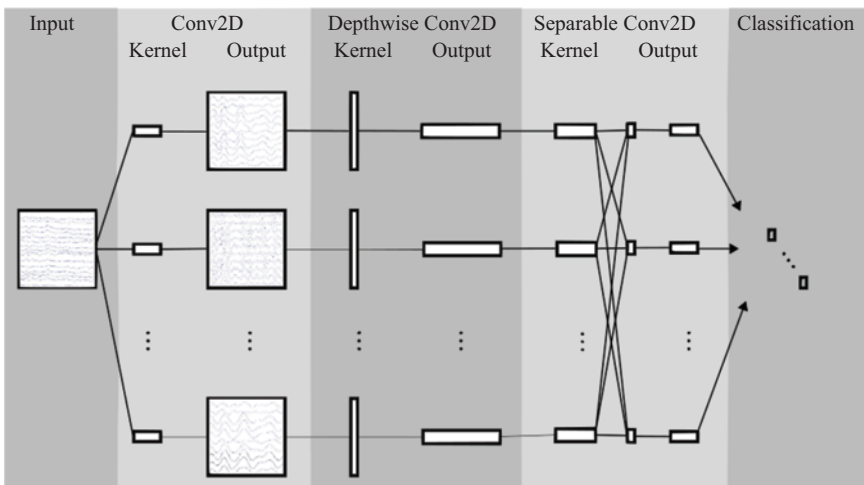 Input Conv2D Depthwise Conv2D Separable Conv2D Classification
Kernel Output Kernel Output Kernel Output